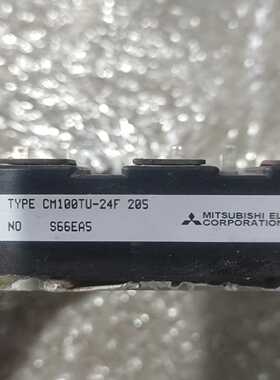 TYPE CM100TU-24F 205
NO S66EA5
MITSUBISHI EL
CORPORATION